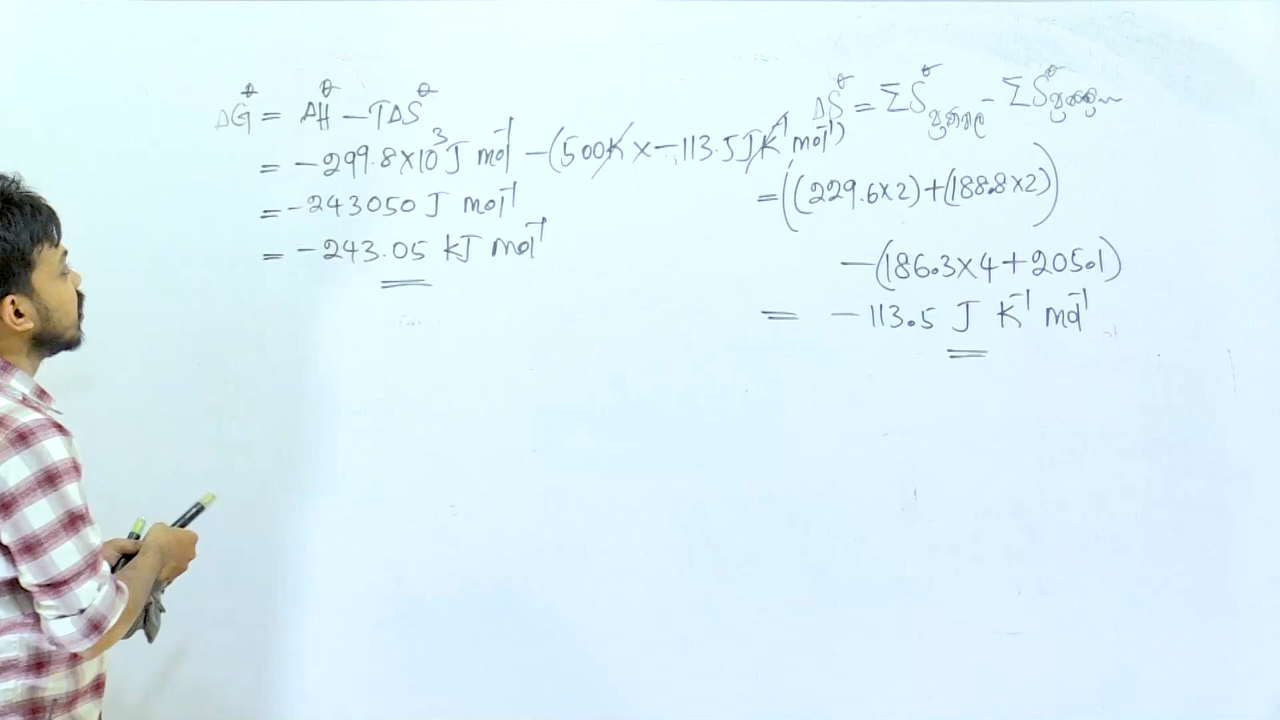 ΔG^θ = ΔH^θ – TΔS^θ
= – 299.8 × 10³ J mol⁻¹ – (500K × – 113.5 J K⁻¹ mol⁻¹)
= – 243050 J mol⁻¹
= – 243.05 kJ mol⁻¹
ΔS^θ = ΣS^θ – ΣS^θ
= ((229.6×2)+(188.8×2))
– (186.3×4+205.1)
= – 113.5 J K⁻¹ mol⁻¹